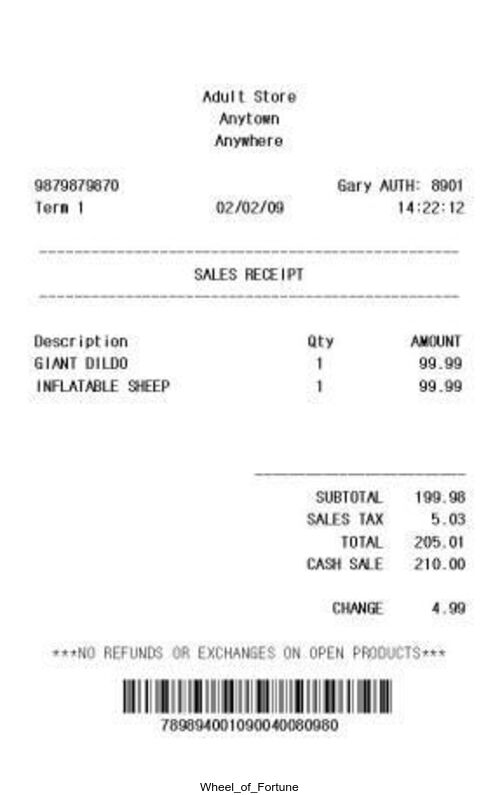 Adult Store
Anytown
Anywhere
9879879870 Gary AUTH: 8901
Term 1 02/02/09 14:22:12
SALES RECEIPT
Description Qty AMOUNT
GIANT DILDO 1 99.99
INFLATABLE SHEEP 1 99.99
SUBTOTAL 199.98
SALES TAX 5.03
TOTAL 205.01
CASH SALE 210.00
CHANGE 4.99
***NO REFUNDS OR EXCHANGES ON OPEN PRODUCTS***
789894001090040080980
Wheel_of_Fortune